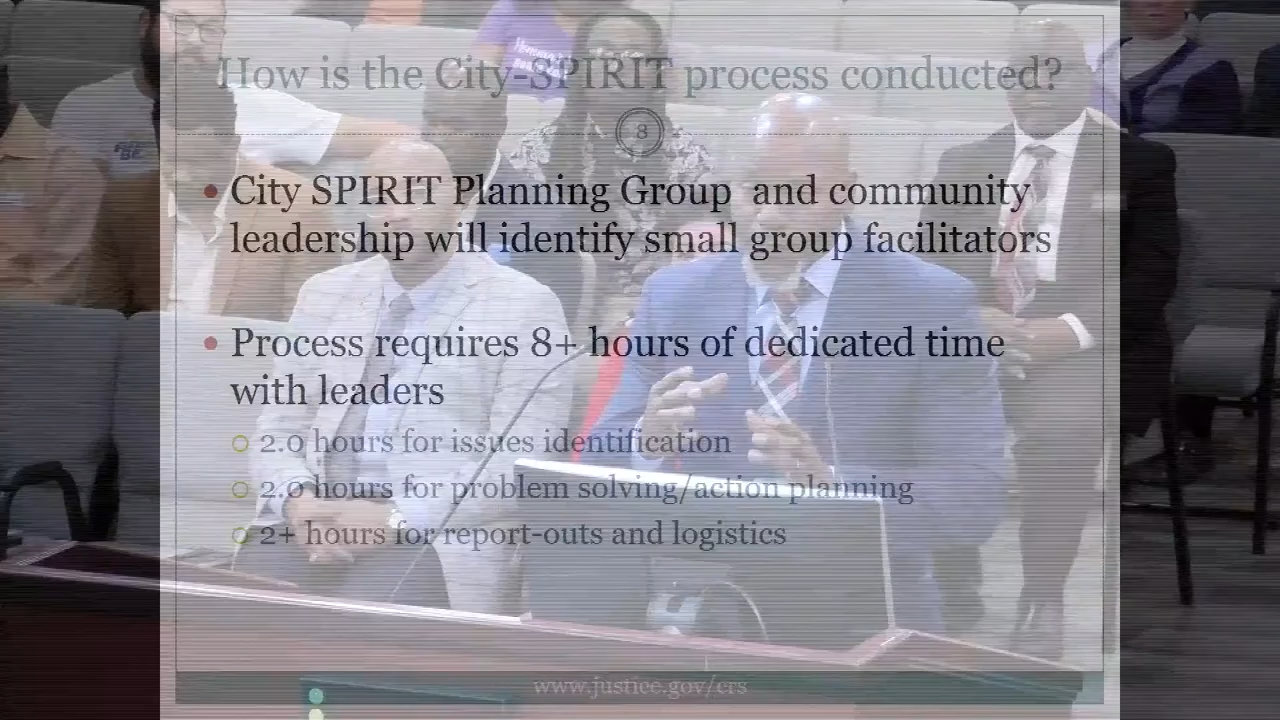 How is the City-SPIRIT process conducted?
8
City SPIRIT Planning Group and community
leadership will identify small group facilitators
Process requires 8+ hours of dedicated time
with leaders
2.0 hours for issues identification
2.0 hours for problem solving/action planning
2+ hours for report-outs and logistics
www.justice.gov/crs